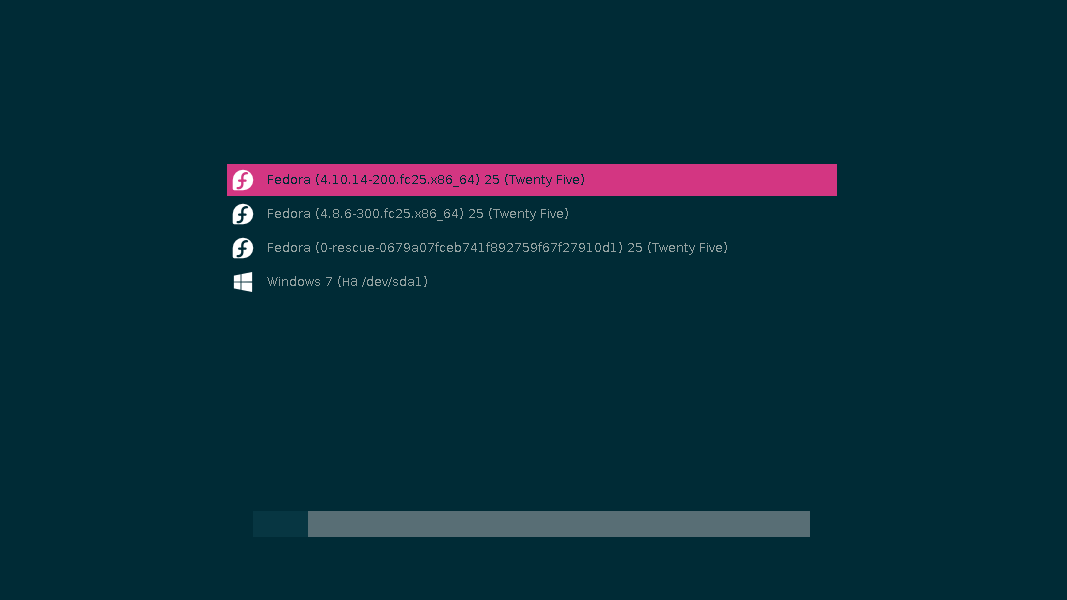 Fedora (4.10.14-200.fc25.x86_64) 25 (Twenty Five)
Fedora (4.8.6-300.fc25.x86_64) 25 (Twenty Five)
Fedora (0-rescue-0679a07fceb741f892759f67f27910d1) 25 (Twenty Five)
Windows 7 (на /dev/sda1)